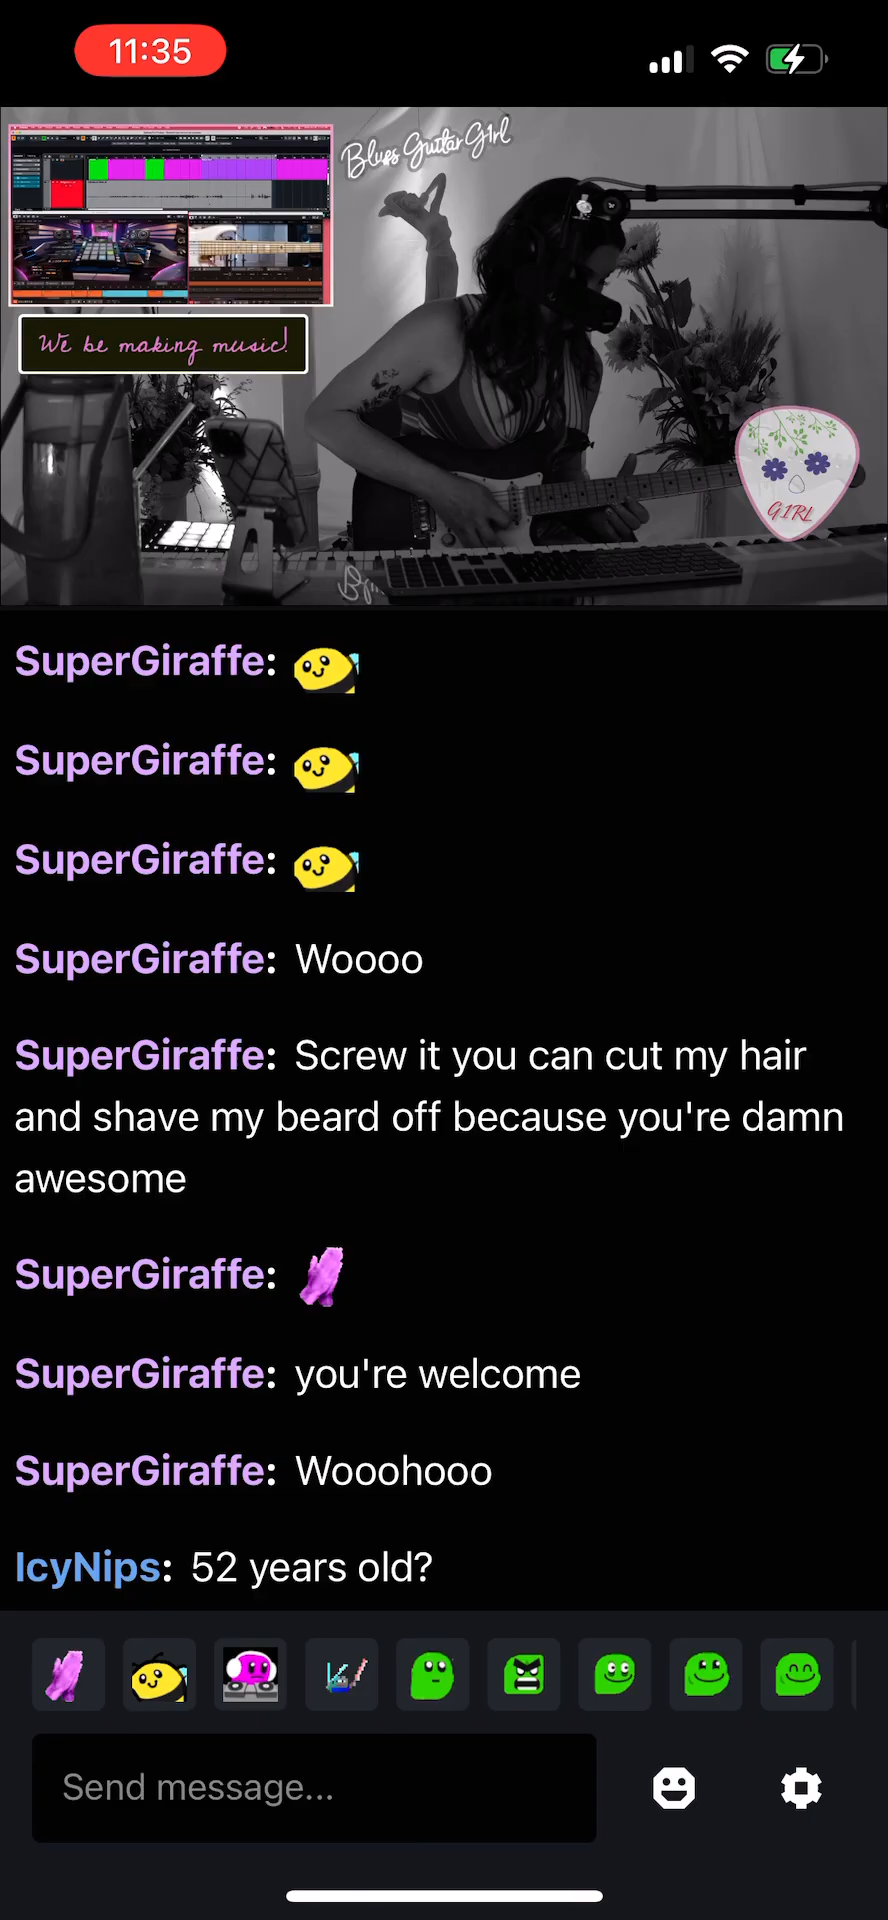 11:35
Blues Guitar G1rl
We be making music!
G1RL
SuperGiraffe:
SuperGiraffe:
SuperGiraffe:
SuperGiraffe: Woooo
SuperGiraffe: Screw it you can cut my hair
and shave my beard off because you're damn
awesome
SuperGiraffe:
SuperGiraffe: you're welcome
SuperGiraffe: Wooohooo
IcyNips: 52 years old?
Send message...